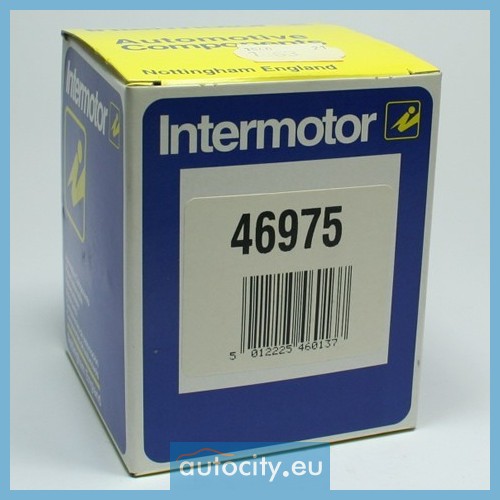 Automotive
Components
Nottingham England
Intermotor
Intermotor
46975
5 012225 460137
autocity.eu